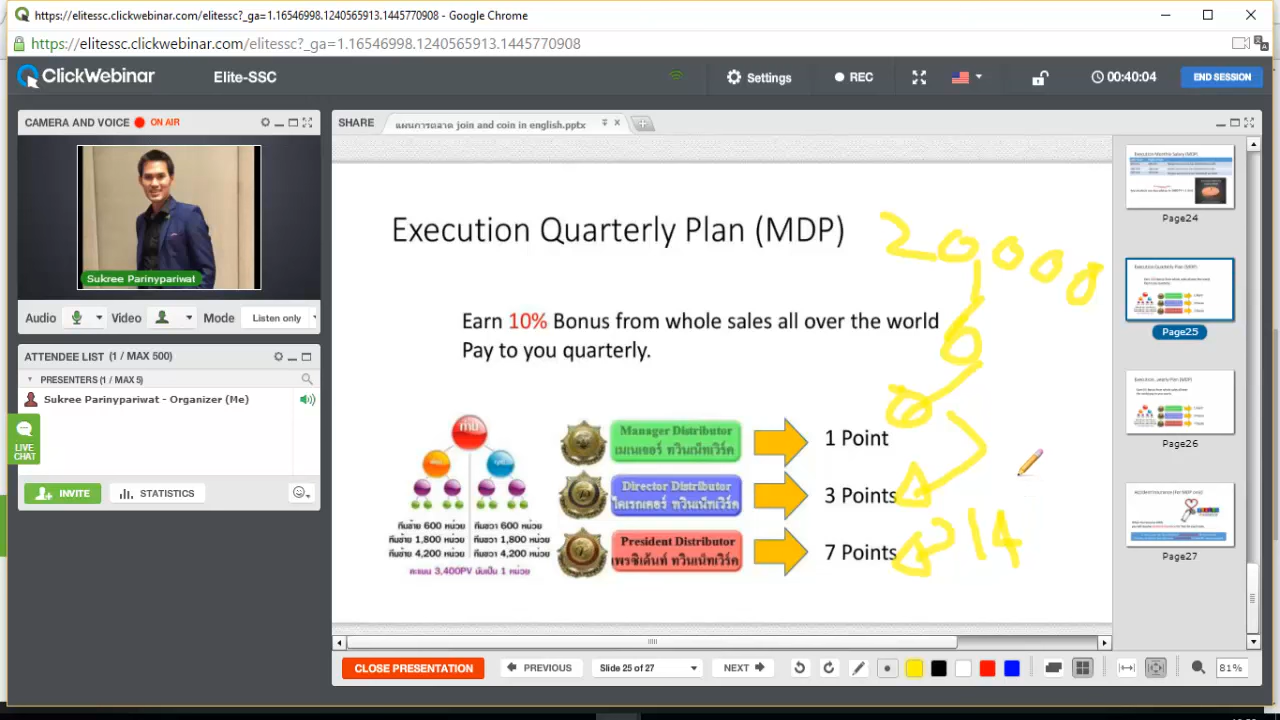 https://elitessc.clickwebinar.com/elitessc?_ga=1.16546998.1240565913.1445770908 - Google Chrome
https://elitessc.clickwebinar.com/elitessc?_ga=1.16546998.1240565913.1445770908
ClickWebinar
Elite-SSC
Settings
REC
00:40:04
END SESSION
CAMERA AND VOICE ON AIR
Sukree Parinypariwat
Audio
Video
Mode
Listen only
ATTENDEE LIST (1 / MAX 500)
PRESENTERS (1 / MAX 5)
Sukree Parinypariwat - Organizer (Me)
LIVE
CHAT
INVITE
STATISTICS
SHARE
แผนการตลาด join and coin in english.pptx
Execution Quarterly Plan (MDP)
20000
6
Earn 10% Bonus from whole sales all over the world
Pay to you quarterly.
Manager Distributor
เมเนเจอร์ ทวินเน็ทเวิร์ค
1 Point
Director Distributor
ไดเรกเตอร์ ทวินเน็ทเวิร์ค
3 Points
President Distributor
เพรซิเด้นท์ ทวินเน็ทเวิร์ค
7 Points
14
ทีมซ้าย 600 หน่วย
ทีมขวา 600 หน่วย
ทีมซ้าย 1,800 หน่วย
ทีมขวา 1,800 หน่วย
ทีมซ้าย 4,200 หน่วย
ทีมขวา 4,200 หน่วย
คะแนน 3,400PV นับเป็น 1 หน่วย
CLOSE PRESENTATION
PREVIOUS
Slide 25 of 27
NEXT
81%
Execution Monthly Salary (MDP)
Page24
Execution Quarterly Plan (MDP)
Page25
Page26
Page27